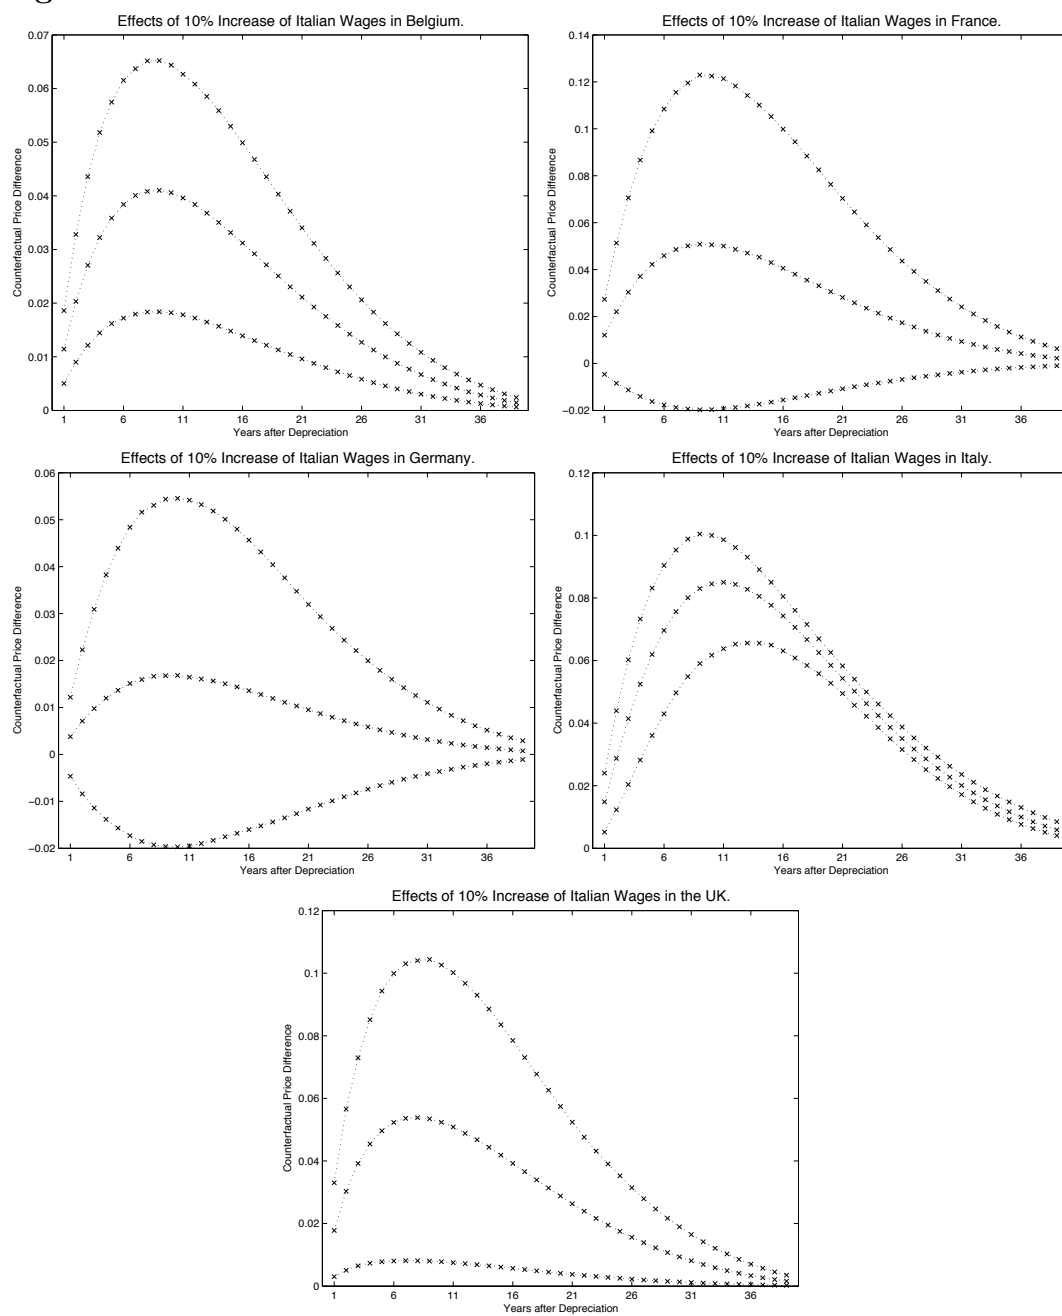 Effects of 10% Increase of Italian Wages in Belgium.
0.07
0.06
0.05
0.04
0.03
0.02
0.01
0
Counterfactual Price Difference
1 6 11 16 21 26 31 36
Years after Depreciation
Effects of 10% Increase of Italian Wages in France.
0.14
0.12
0.1
0.08
0.06
0.04
0.02
0
−0.02
Counterfactual Price Difference
1 6 11 16 21 26 31 36
Years after Depreciation
Effects of 10% Increase of Italian Wages in Germany.
0.06
0.05
0.04
0.03
0.02
0.01
0
−0.01
−0.02
Counterfactual Price Difference
1 6 11 16 21 26 31 36
Years after Depreciation
Effects of 10% Increase of Italian Wages in Italy.
0.12
0.1
0.08
0.06
0.04
0.02
0
Counterfactual Price Difference
1 6 11 16 21 26 31 36
Years after Depreciation
Effects of 10% Increase of Italian Wages in the UK.
0.12
0.1
0.08
0.06
0.04
0.02
0
Counterfactual Price Difference
1 6 11 16 21 26 31 36
Years after Depreciation